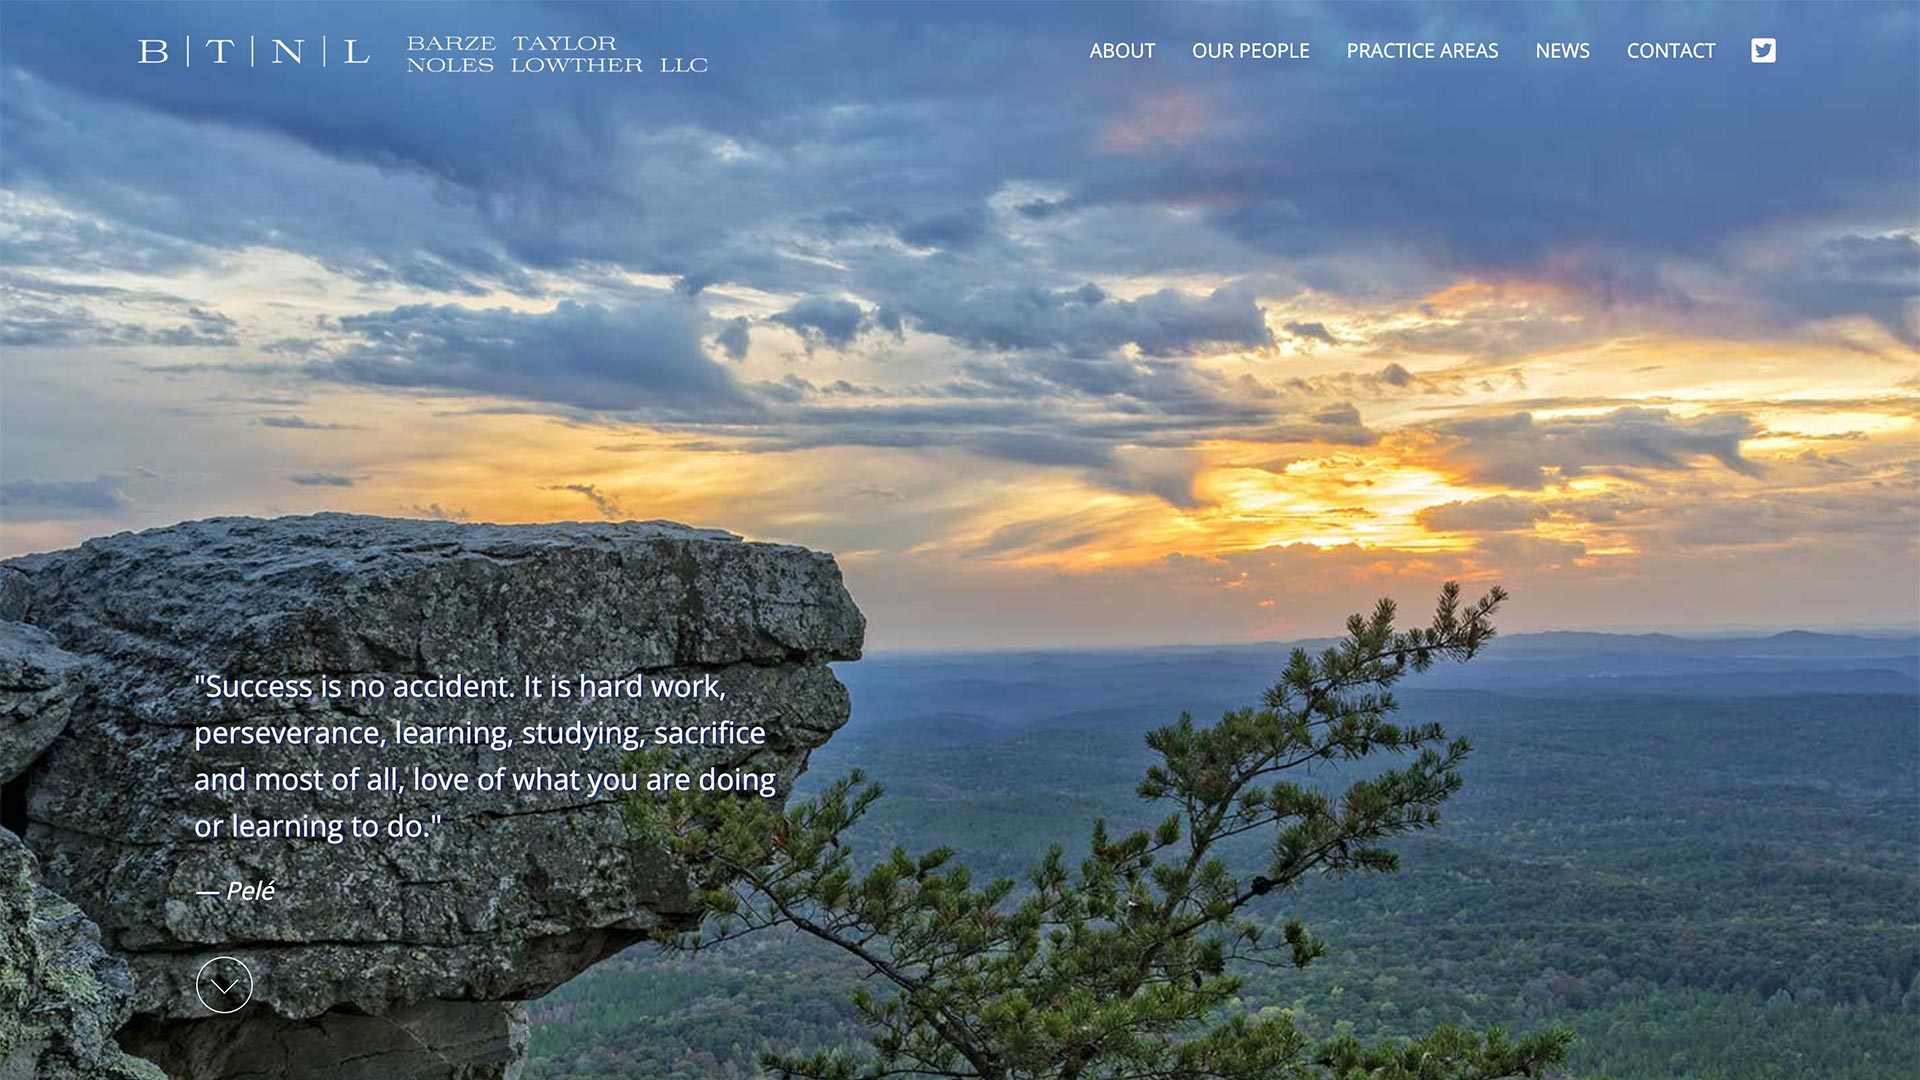 B|T|N|L
BARZE TAYLOR
NOLES LOWTHER LLC
ABOUT OUR PEOPLE PRACTICE AREAS NEWS CONTACT
"Success is no accident. It is hard work,
perseverance, learning, studying, sacrifice
and most of all, love of what you are doing
or learning to do."
— Pelé